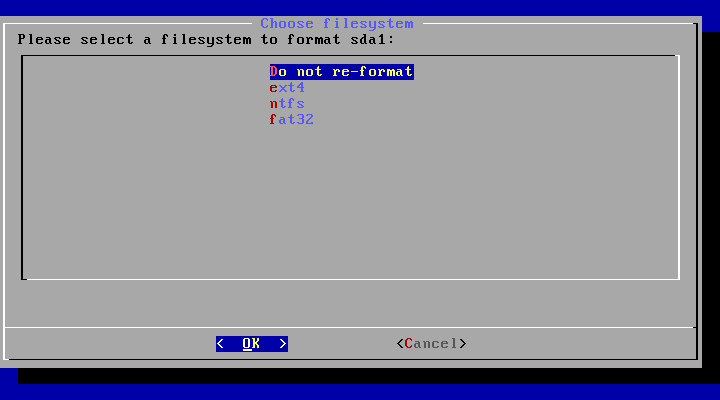 Choose filesystem
Please select a filesystem to format sda1:
Do not re-format
ext4
ntfs
fat32
< OK > <Cancel>